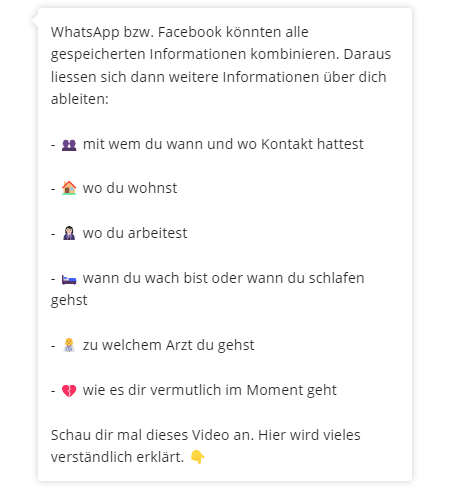 WhatsApp bzw. Facebook könnten alle
gespeicherten Informationen kombinieren. Daraus
liessen sich dann weitere Informationen über dich
ableiten:
- 👥 mit wem du wann und wo Kontakt hattest
- 🏠 wo du wohnst
- 👩‍💼 wo du arbeitest
- 🛏️ wann du wach bist oder wann du schlafen
gehst
- 👩‍⚕️ zu welchem Arzt du gehst
- 💔 wie es dir vermutlich im Moment geht
Schau dir mal dieses Video an. Hier wird vieles
verständlich erklärt. 👇